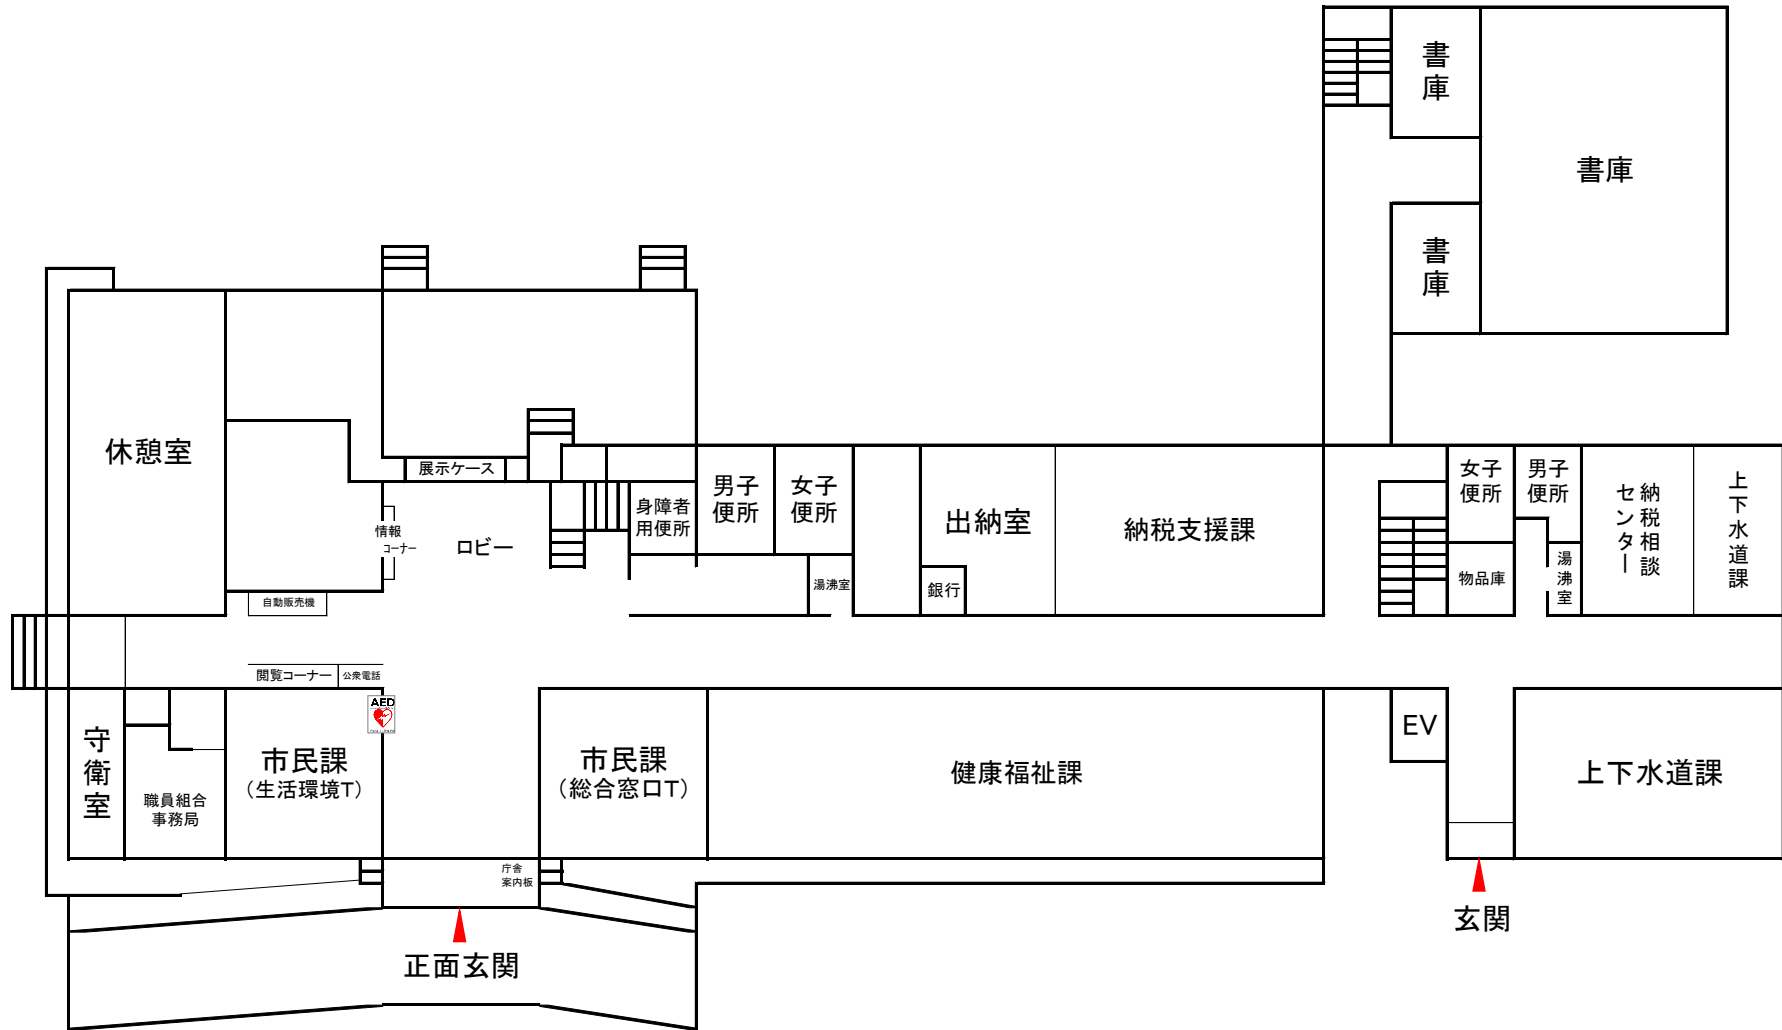 書庫
書庫
書庫
休憩室
展示ケース
情報
コーナー
ロビー
身障者
用便所
男子
便所
女子
便所
湯沸室
出納室
銀行
納税支援課
女子
便所
男子
便所
物品庫
湯沸室
納税相談
センター
上下水道課
自動販売機
閲覧コーナー
公衆電話
AED
守衛室
職員組合
事務局
市民課
（生活環境T）
市民課
（総合窓口T）
健康福祉課
EV
上下水道課
庁舎
案内板
正面玄関
玄関